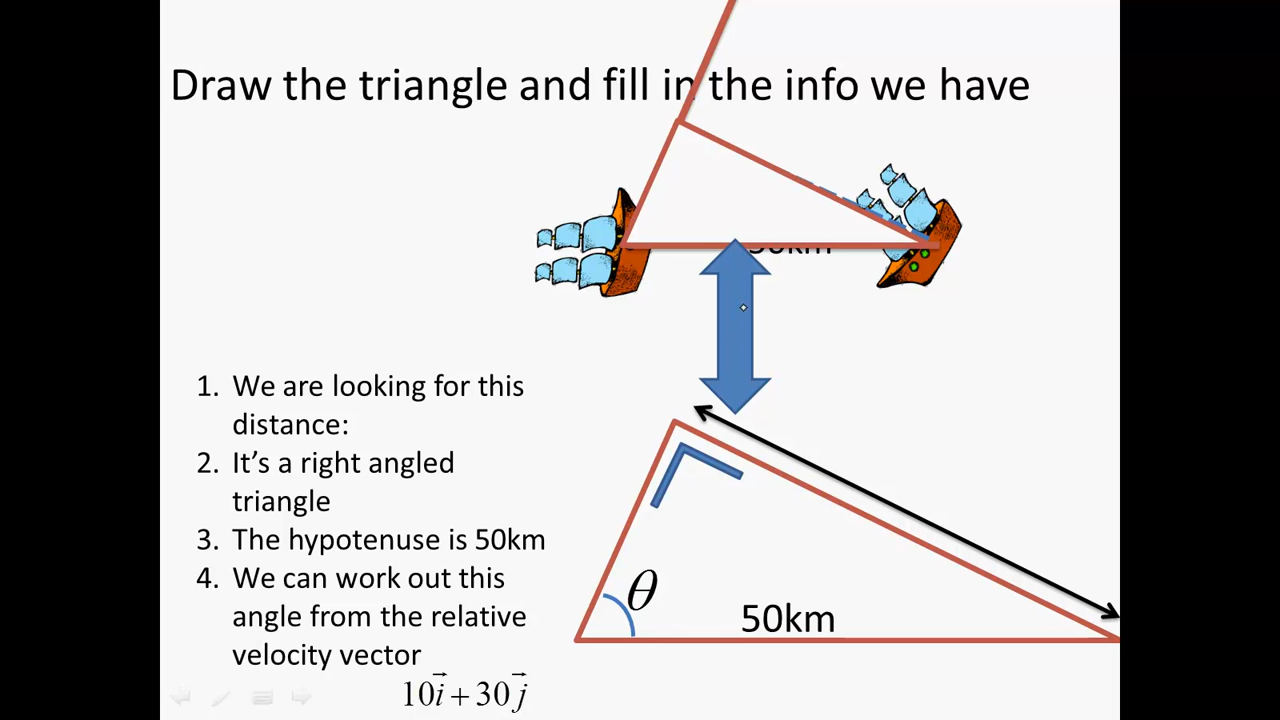 Draw the triangle and fill in the info we have
1. We are looking for this
distance:
2. It’s a right angled
triangle
3. The hypotenuse is 50km
4. We can work out this
angle from the relative
velocity vector
θ
50km
10i⃗ + 30j⃗